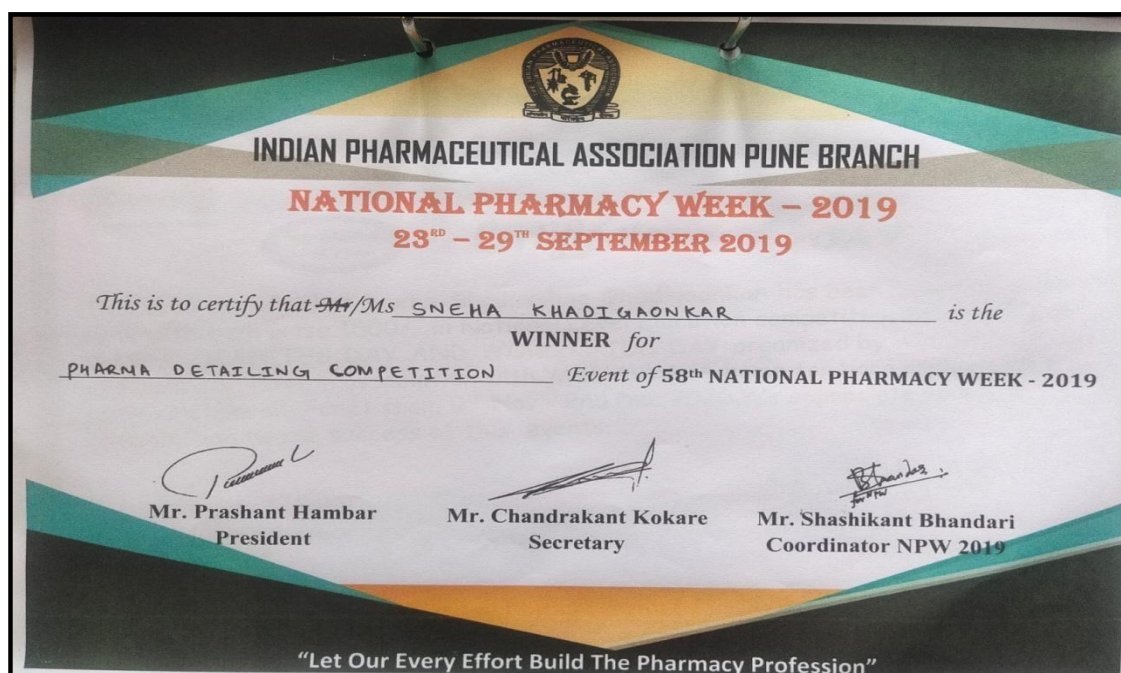 INDIAN PHARMACEUTICAL ASSOCIATION PUNE BRANCH
NATIONAL PHARMACY WEEK – 2019
23RD – 29TH SEPTEMBER 2019
This is to certify that Mr/Ms SNEHA KHADIGAONKAR is the
WINNER for
PHARMA DETAILING COMPETITION Event of 58th NATIONAL PHARMACY WEEK - 2019
Mr. Prashant Hambar
President
Mr. Chandrakant Kokare
Secretary
Mr. Shashikant Bhandari
Coordinator NPW 2019
"Let Our Every Effort Build The Pharmacy Profession"